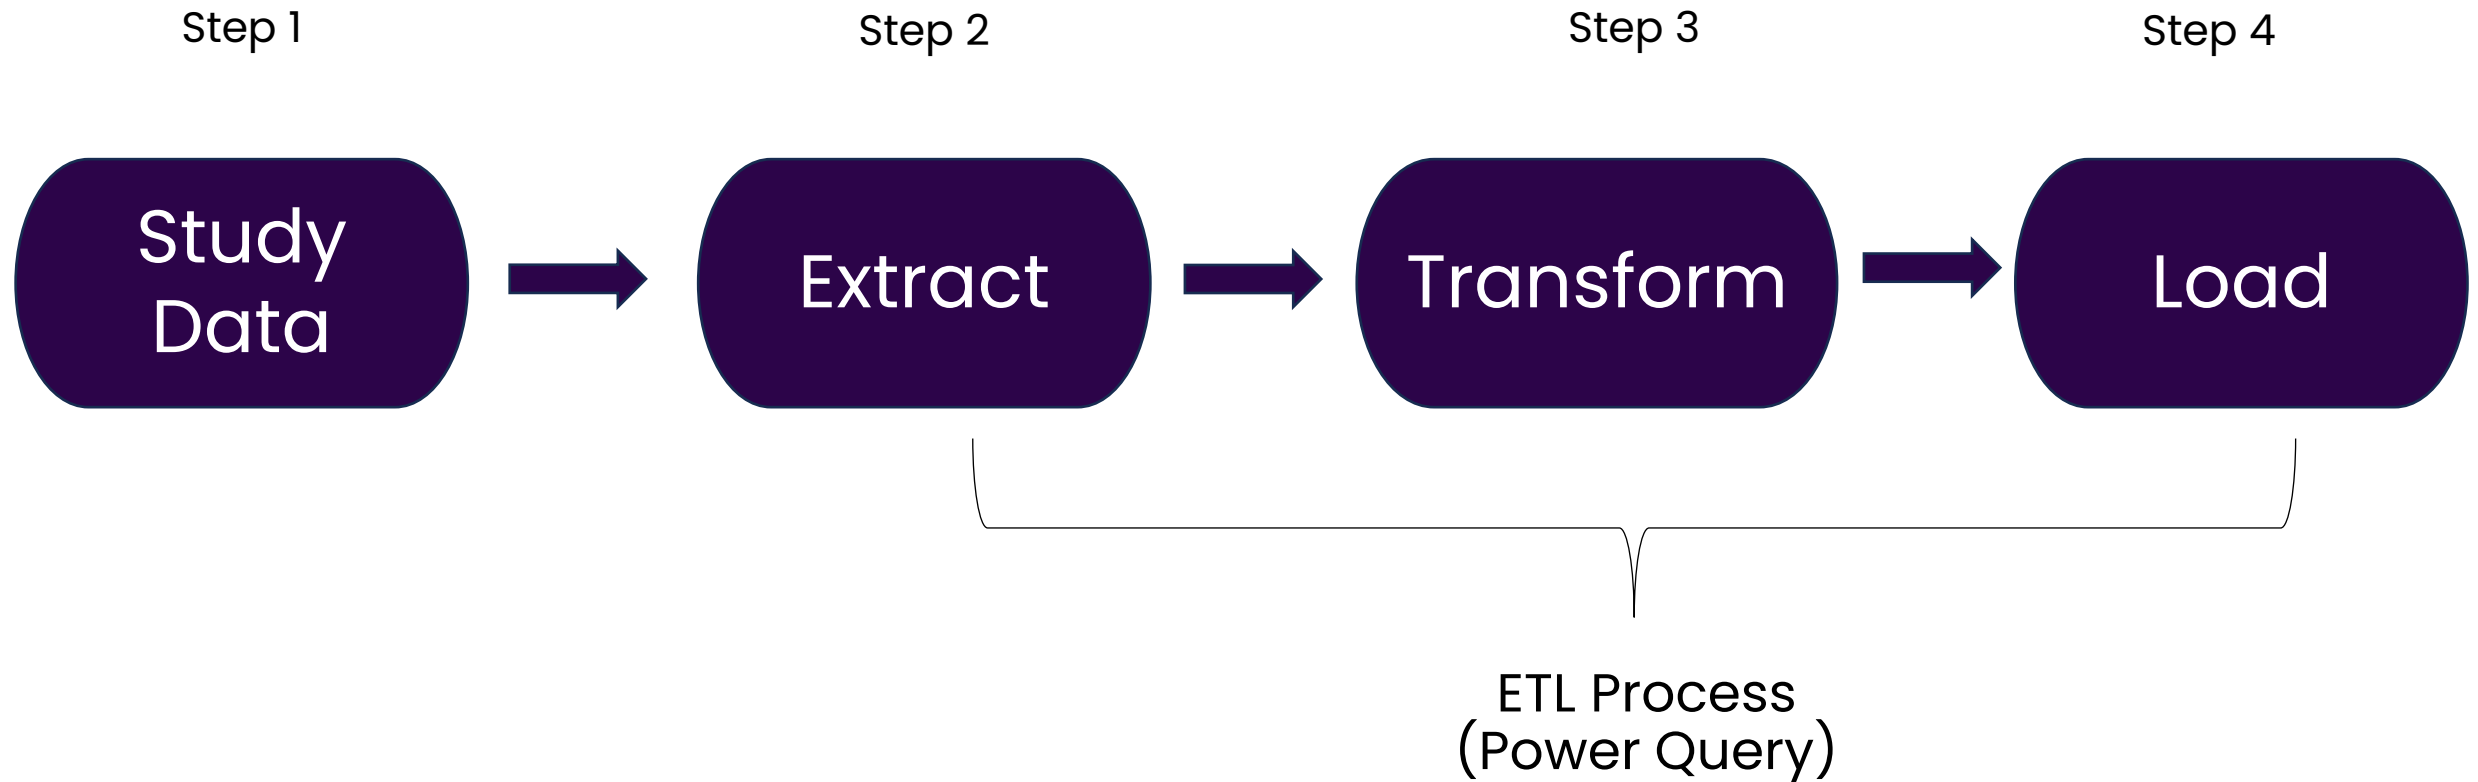 Step 1
Step 2
Step 3
Step 4
Study
Data
Extract
Transform
Load
ETL Process
(Power Query)